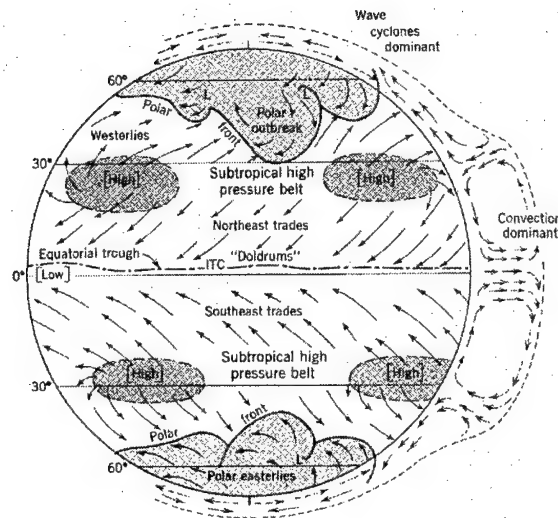 Wave
cyclones
dominant
60°
L
L
Polar
Polar
outbreak
front
Westerlies
30°
[High]
Subtropical high
pressure belt
[High]
Northeast trades
Convection
dominant
Equatorial trough
"Doldrums"
ITC
0°
[Low]
Southeast trades
Subtropical high
pressure belt
[High]
[High]
30°
Polar
front
L
60°
Polar easterlies